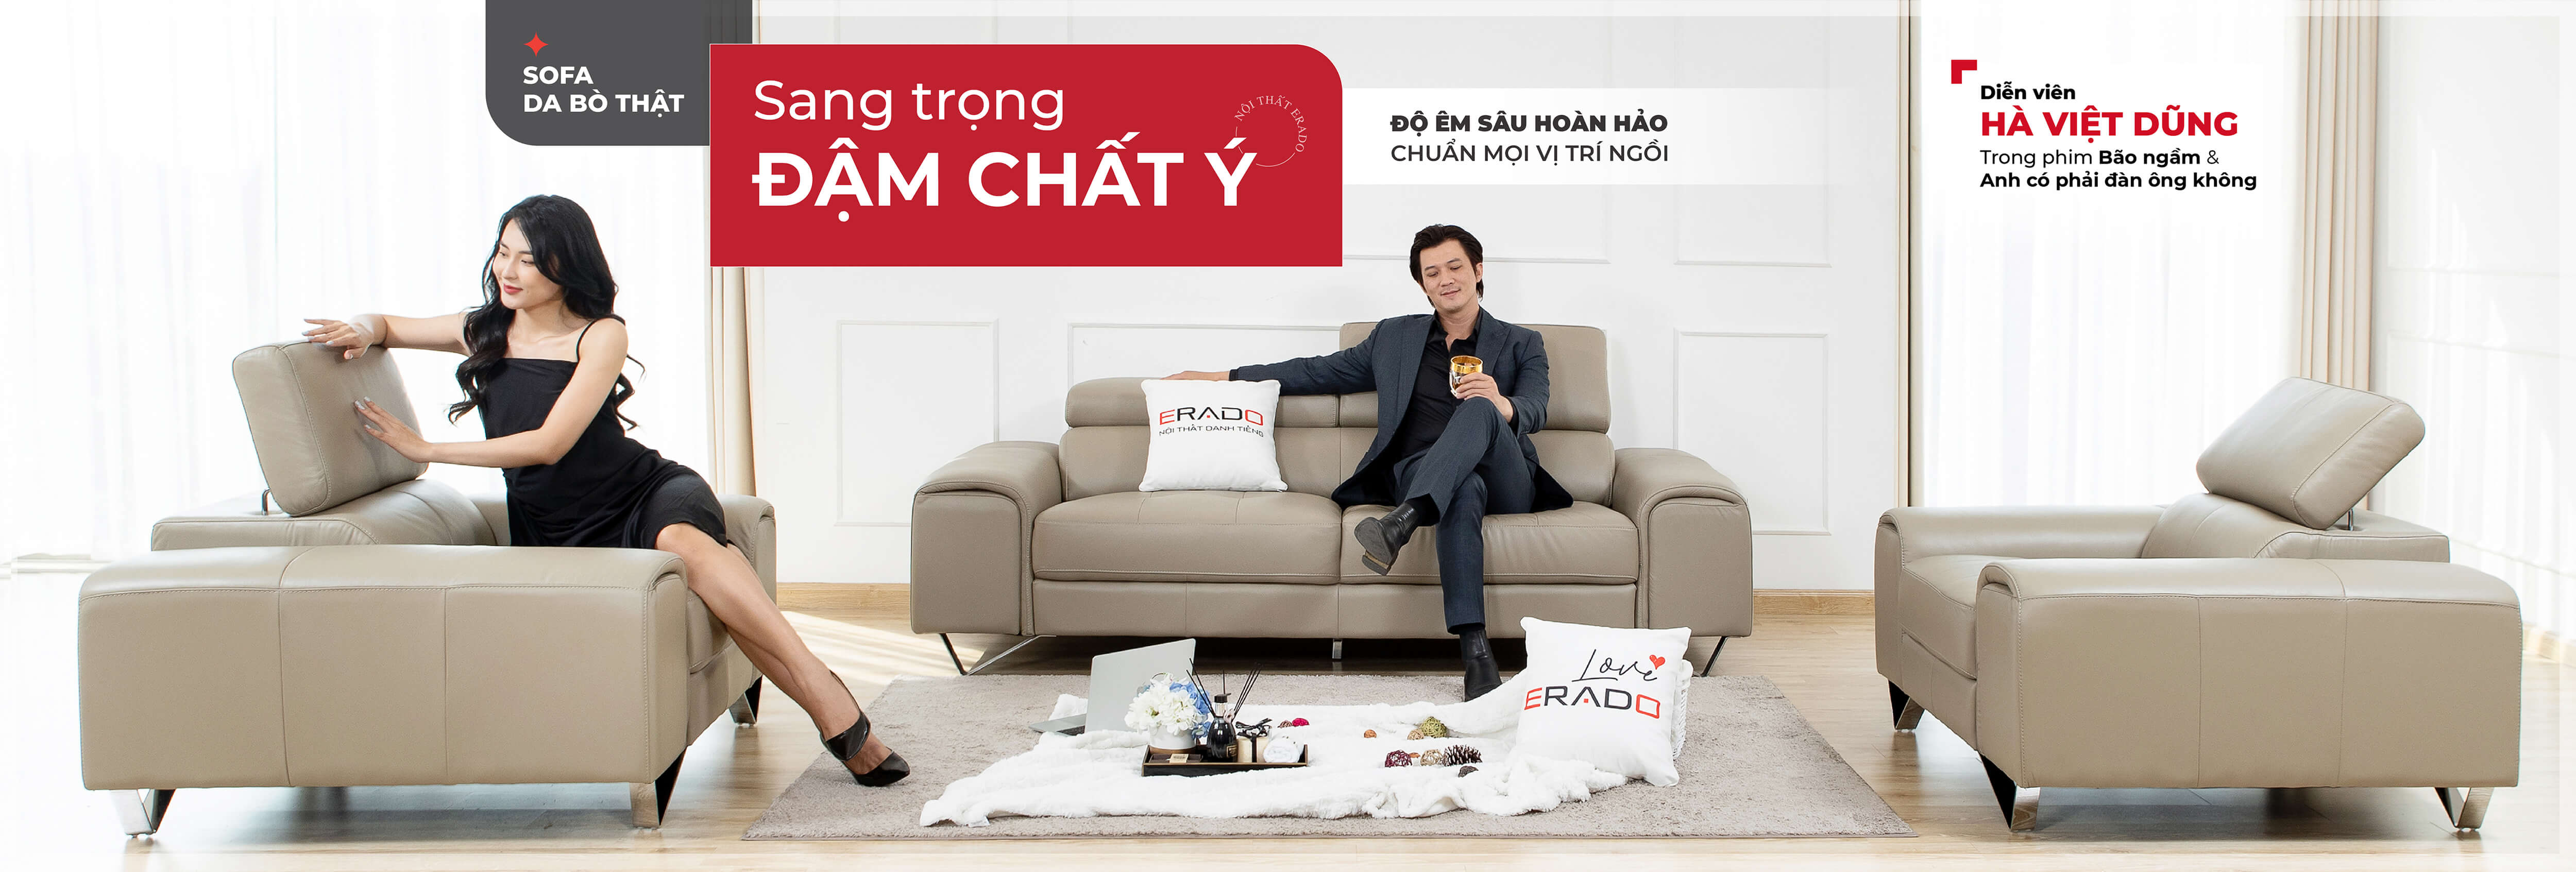 SOFA
DA BÒ THẬT
Sang trọng
ĐẬM CHẤT Ý
NỘI THẤT ERADO
ĐỘ ÊM SÂU HOÀN HẢO
CHUẨN MỌI VỊ TRÍ NGỒI
Diễn viên
HÀ VIỆT DŨNG
Trong phim Bão ngầm &
Anh có phải đàn ông không
ERADO
NỘI THẤT DANH TIẾNG
Love
ERADO